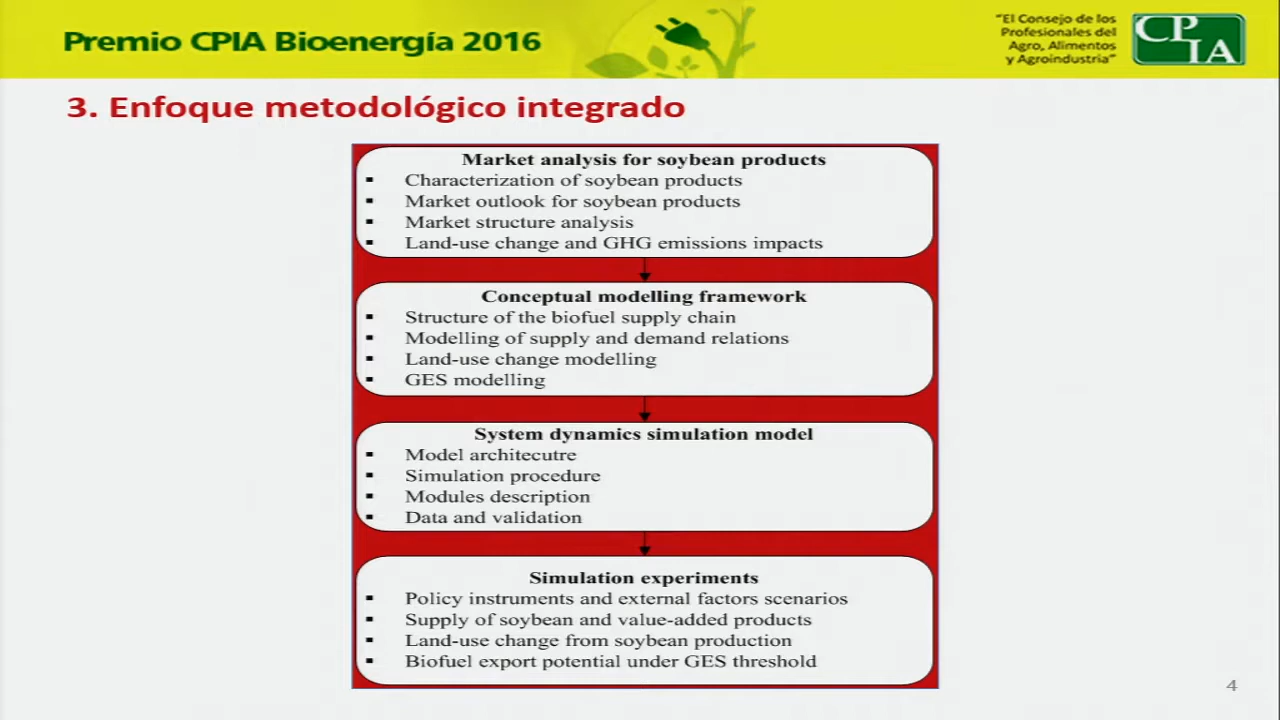 Premio CPIA Bioenergía 2016
"El Consejo de los
Profesionales del
Agro, Alimentos
y Agroindustria"
CPIA
3. Enfoque metodológico integrado
Market analysis for soybean products
▪ Characterization of soybean products
▪ Market outlook for soybean products
▪ Market structure analysis
▪ Land-use change and GHG emissions impacts
Conceptual modelling framework
▪ Structure of the biofuel supply chain
▪ Modelling of supply and demand relations
▪ Land-use change modelling
▪ GES modelling
System dynamics simulation model
▪ Model architecutre
▪ Simulation procedure
▪ Modules description
▪ Data and validation
Simulation experiments
▪ Policy instruments and external factors scenarios
▪ Supply of soybean and value-added products
▪ Land-use change from soybean production
▪ Biofuel export potential under GES threshold
4